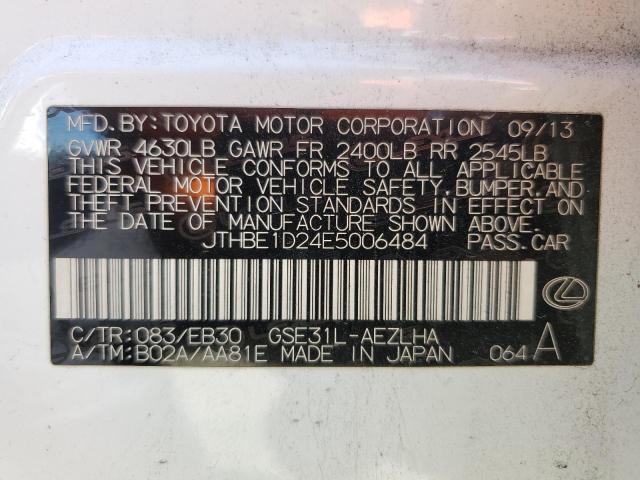 MFD.BY:TOYOTA MOTOR CORPORATION 09/13
GVWR 4630LB GAWR FR 2400LB RR 2545LB
THIS VEHICLE CONFORMS TO ALL APPLICABLE
FEDERAL MOTOR VEHICLE SAFETY.BUMPER.AND
THEFT PREVENTION STANDARDS IN EFFECT ON
THE DATE OF MANUFACTURE SHOWN ABOVE.
JTHBE1D24E5006484 PASS.CAR
C/TR:083/EB30 GSE31L-AEZLHA
A/TM:B02A/AA81E MADE IN JAPAN 064 A